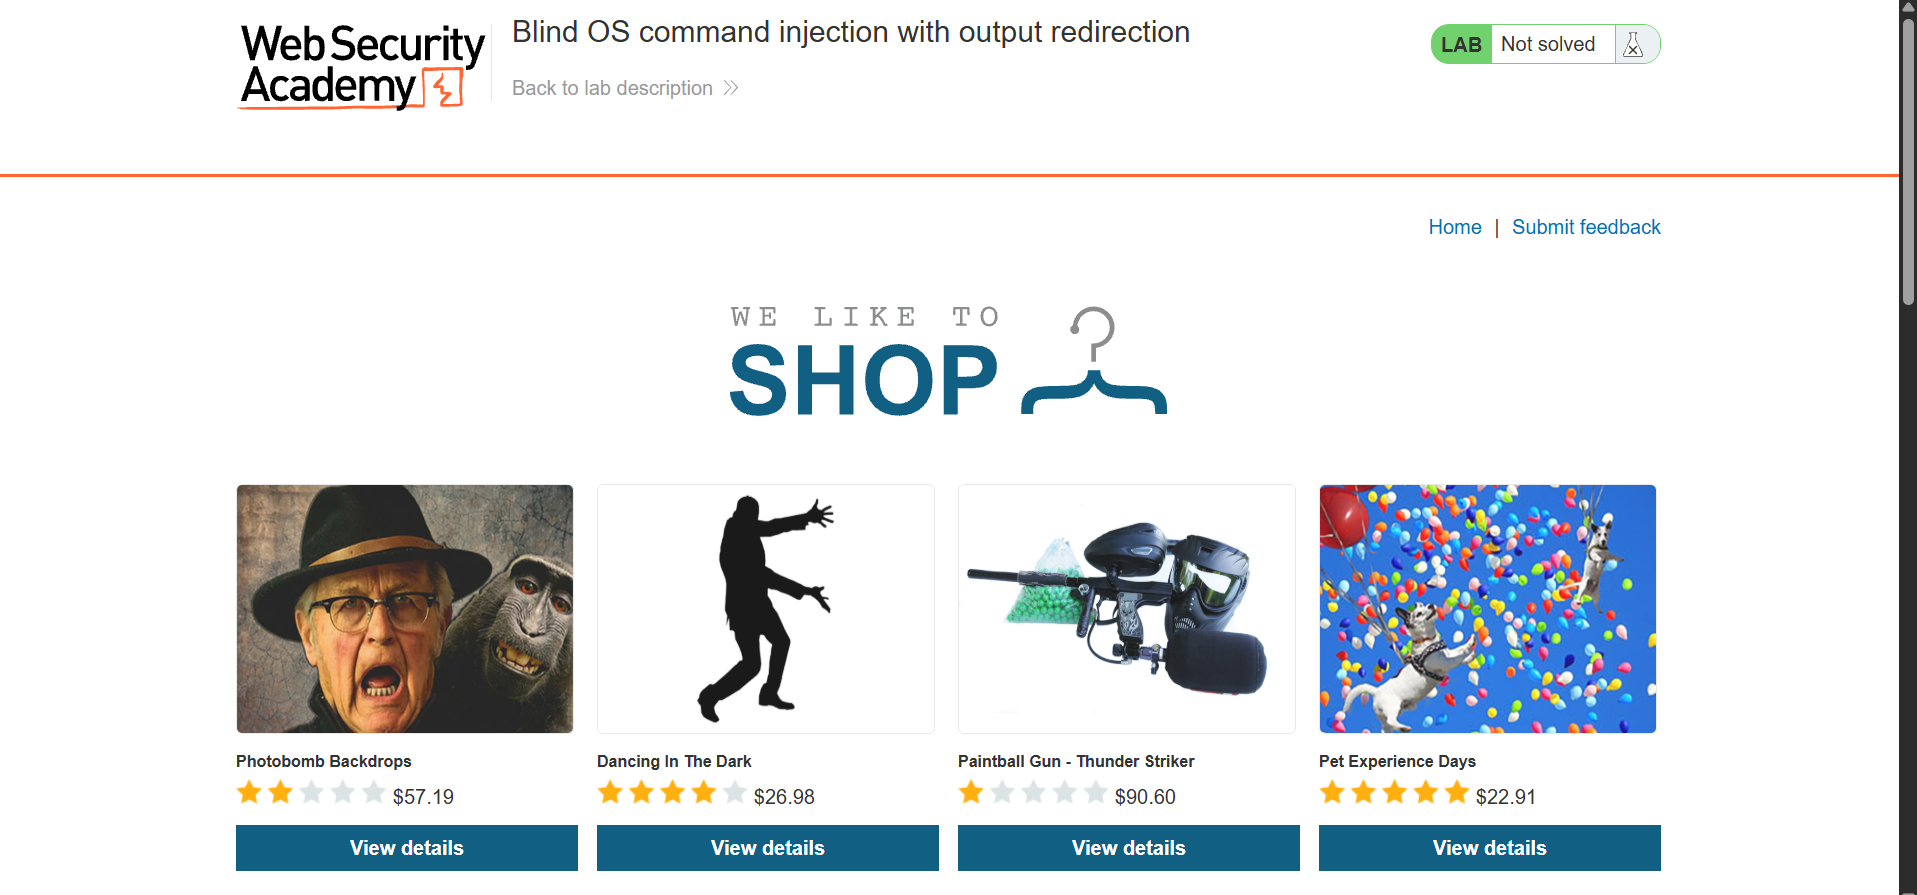 Web Security
Academy
Blind OS command injection with output redirection
Back to lab description
LAB Not solved
Home | Submit feedback
WE LIKE TO
SHOP
Photobomb Backdrops
$57.19
View details
Dancing In The Dark
$26.98
View details
Paintball Gun - Thunder Striker
$90.60
View details
Pet Experience Days
$22.91
View details